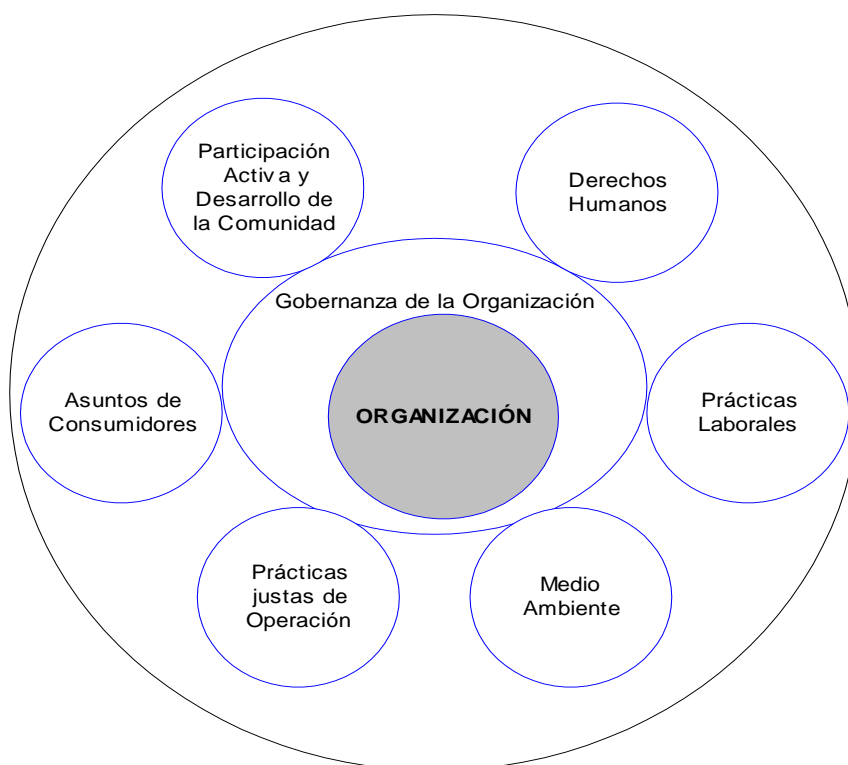 Participación
Activa y
Desarrollo de
la Comunidad
Derechos
Humanos
Gobernanza de la Organización
ORGANIZACIÓN
Asuntos de
Consumidores
Prácticas
Laborales
Prácticas
justas de
Operación
Medio
Ambiente